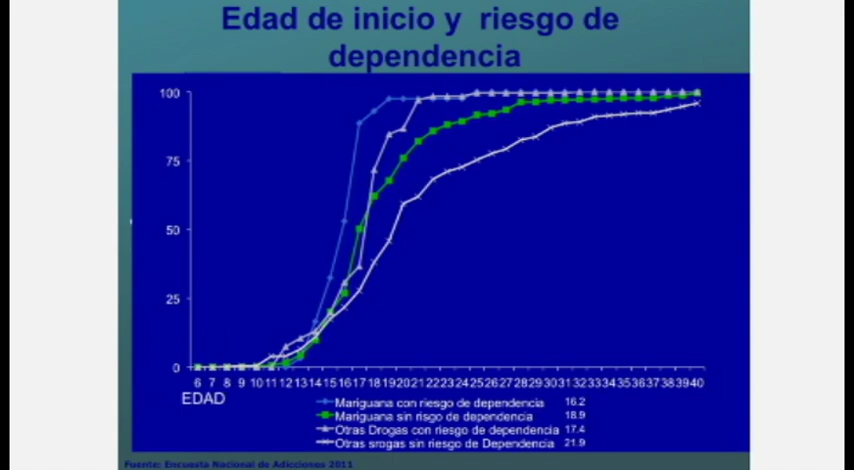 Edad de inicio y riesgo de
dependencia
100
75
50
25
0
6 7 8 9 10 11 12 13 14 15 16 17 18 19 20 21 22 23 24 25 26 27 28 29 30 31 32 33 34 35 36 37 38 39 40
EDAD
Mariguana con riesgo de dependencia 16.2
Mariguana sin risgo de dependencia 18.9
Otras Drogas con riesgo de dependencia 17.4
Otras srogas sin riesgo de Dependencia 21.9
Fuente: Encuesta Nacional de Adicciones 2011